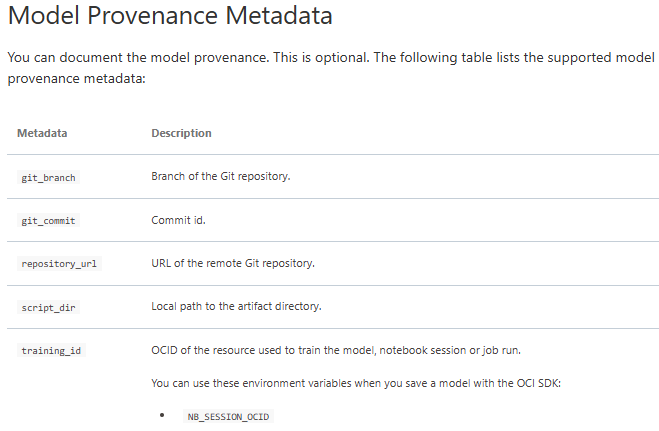 Model Provenance Metadata
You can document the model provenance. This is optional. The following table lists the supported model
provenance metadata:
Metadata Description
git_branch Branch of the Git repository.
git_commit Commit id.
repository_url URL of the remote Git repository.
script_dir Local path to the artifact directory.
training_id OCID of the resource used to train the model, notebook session or job run.
You can use these environment variables when you save a model with the OCI SDK:
• NB_SESSION_OCID